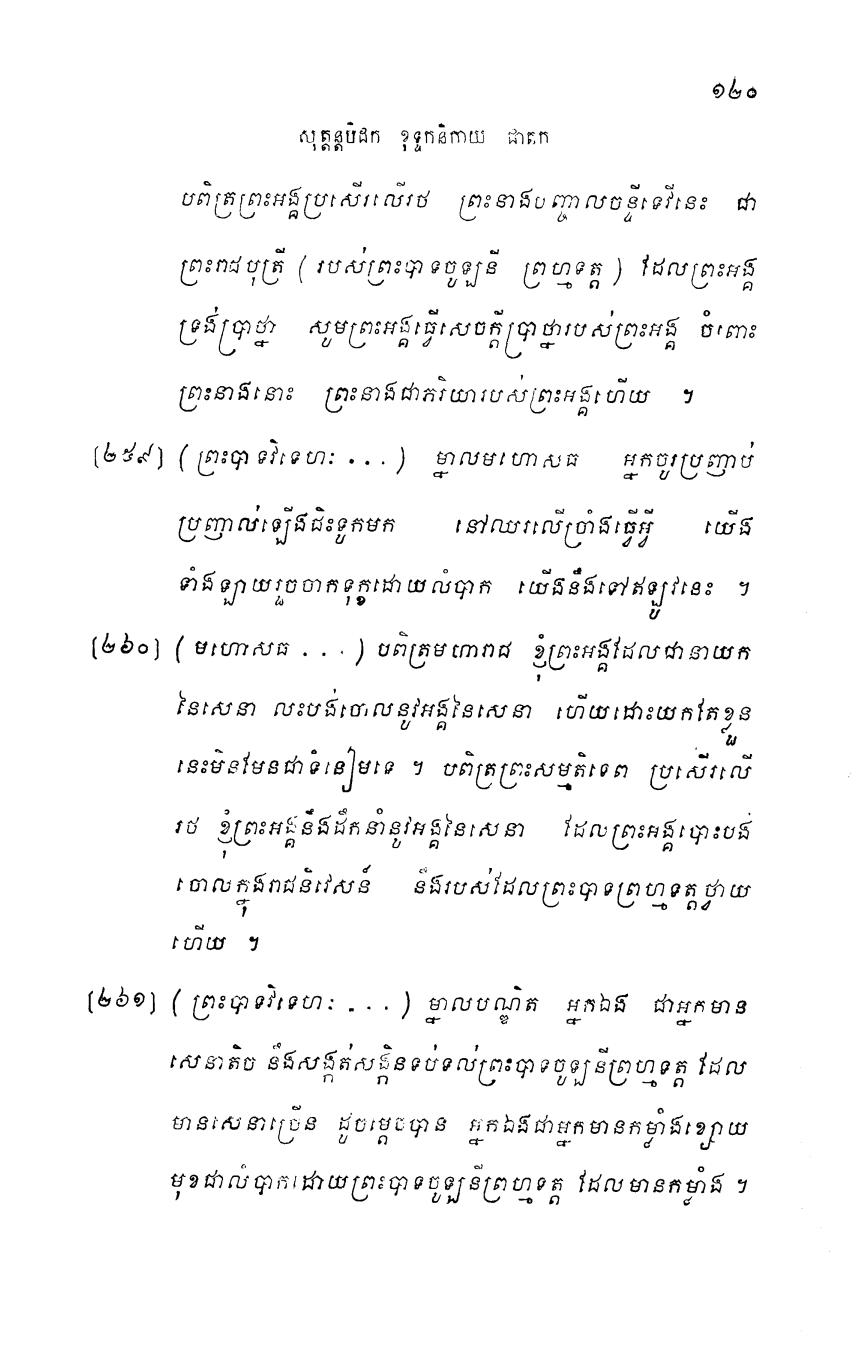 ១២០
សុត្តន្តបិដក ខុទ្ទកនិកាយ ជាតក
បពិត្រព្រះអង្គប្រសើរលើរថ ព្រះនាងបញ្ចាលចន្ទីទេវីនេះ ជា
ព្រះរាជបុត្រី ( របស់ព្រះបាទចូឡនី ព្រហ្មទត្ត ) ដែលព្រះអង្គ
ទ្រង់ប្រាថ្នា សូមព្រះអង្គធ្វើសេចក្តីប្រាថ្នារបស់ព្រះអង្គ ចំពោះ
ព្រះនាងនោះ ព្រះនាងជាភរិយារបស់ព្រះអង្គហើយ ។
[២៥៩] ( ព្រះបាទវិទេហៈ . . . ) ម្នាលមហោសធ អ្នកចូរប្រញាប់
ប្រញាល់ឡើងជិះទូកមក នៅឈរលើច្រាំងធ្វើអ្វី យើង
ទាំងឡាយរួចចាកទុក្ខដោយលំបាក យើងនឹងទៅឥឡូវនេះ ។
[២៦០] ( មហោសធ . . . ) បពិត្រមហារាជ ខ្ញុំព្រះអង្គដែលជានាយក
នៃសេនា លះបង់ចោលនូវអង្គនៃសេនា ហើយដោះយកតែខ្លួន
នេះមិនមែនជាទំនៀមទេ ។ បពិត្រព្រះសម្មតិទេព ប្រសើរលើ
រថ ខ្ញុំព្រះអង្គនឹងដឹកនាំនូវអង្គនៃសេនា ដែលព្រះអង្គបោះបង់
ចោលក្នុងរាជនិវេសន៍ នឹងរបស់ដែលព្រះបាទព្រហ្មទត្តថ្វាយ
ហើយ ។
[២៦១] ( ព្រះបាទវិទេហៈ . . . ) ម្នាលបណ្ឌិត អ្នកឯង ជាអ្នកមាន
សេនាតិច នឹងសង្កត់សង្កិនទប់ទល់ព្រះបាទចូឡនីព្រហ្មទត្ត ដែល
មានសេនាច្រើន ដូចម្តេចបាន អ្នកឯងជាអ្នកមានកម្លាំងខ្សោយ
មុខជាលំបាកដោយព្រះបាទចូឡនីព្រហ្មទត្ត ដែលមានកម្លាំង ។